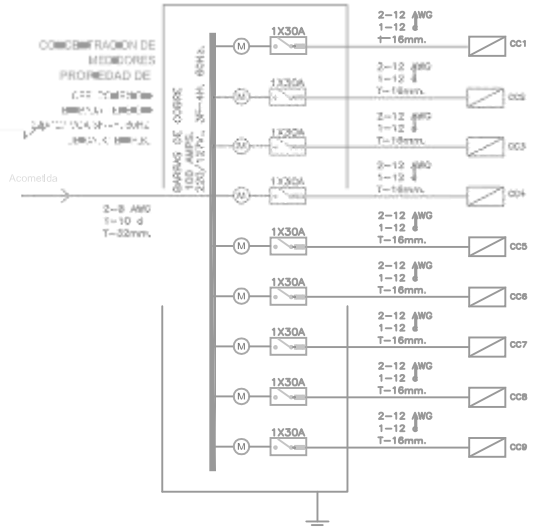 CONCENTRACION DE
MEDIDORES
PROPIEDAD DE
Acometida
2-8 AWG
1-10 d
T-32mm.
BARRAS DE COBRE
100 AMPS.
220/127V, 3F-4H, 60Hz.
M
1X30A
2-12 AWG
1-12
T-16mm.
CC1
M
1X30A
2-12 AWG
1-12
T-16mm.
CC2
M
1X30A
2-12 AWG
1-12
T-16mm.
CC3
M
1X30A
2-12 AWG
1-12
T-16mm.
CC4
M
1X30A
2-12 AWG
1-12
T-16mm.
CC5
M
1X30A
2-12 AWG
1-12
T-16mm.
CC6
M
1X30A
2-12 AWG
1-12
T-16mm.
CC7
M
1X30A
2-12 AWG
1-12
T-16mm.
CC8
M
1X30A
2-12 AWG
1-12
T-16mm.
CC9